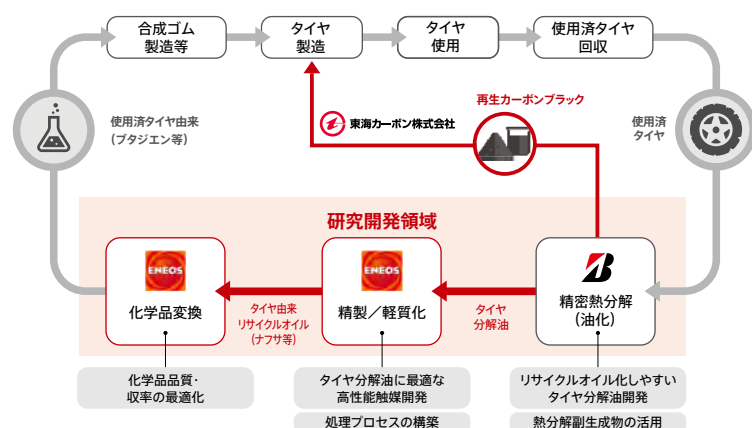 合成ゴム
製造等
タイヤ
製造
タイヤ
使用
使用済タイヤ
回収
使用済タイヤ由来
(ブタジエン等)
東海カーボン株式会社
再生カーボンブラック
使用済
タイヤ
研究開発領域
ENEOS
化学品変換
タイヤ由来
リサイクルオイル
(ナフサ等)
ENEOS
精製／軽質化
タイヤ
分解油
精密熱分解
(油化)
化学品品質・
収率の最適化
タイヤ分解油に最適な
高性能触媒開発
処理プロセスの構築
リサイクルオイル化しやすい
タイヤ分解油開発
熱分解副生成物の活用